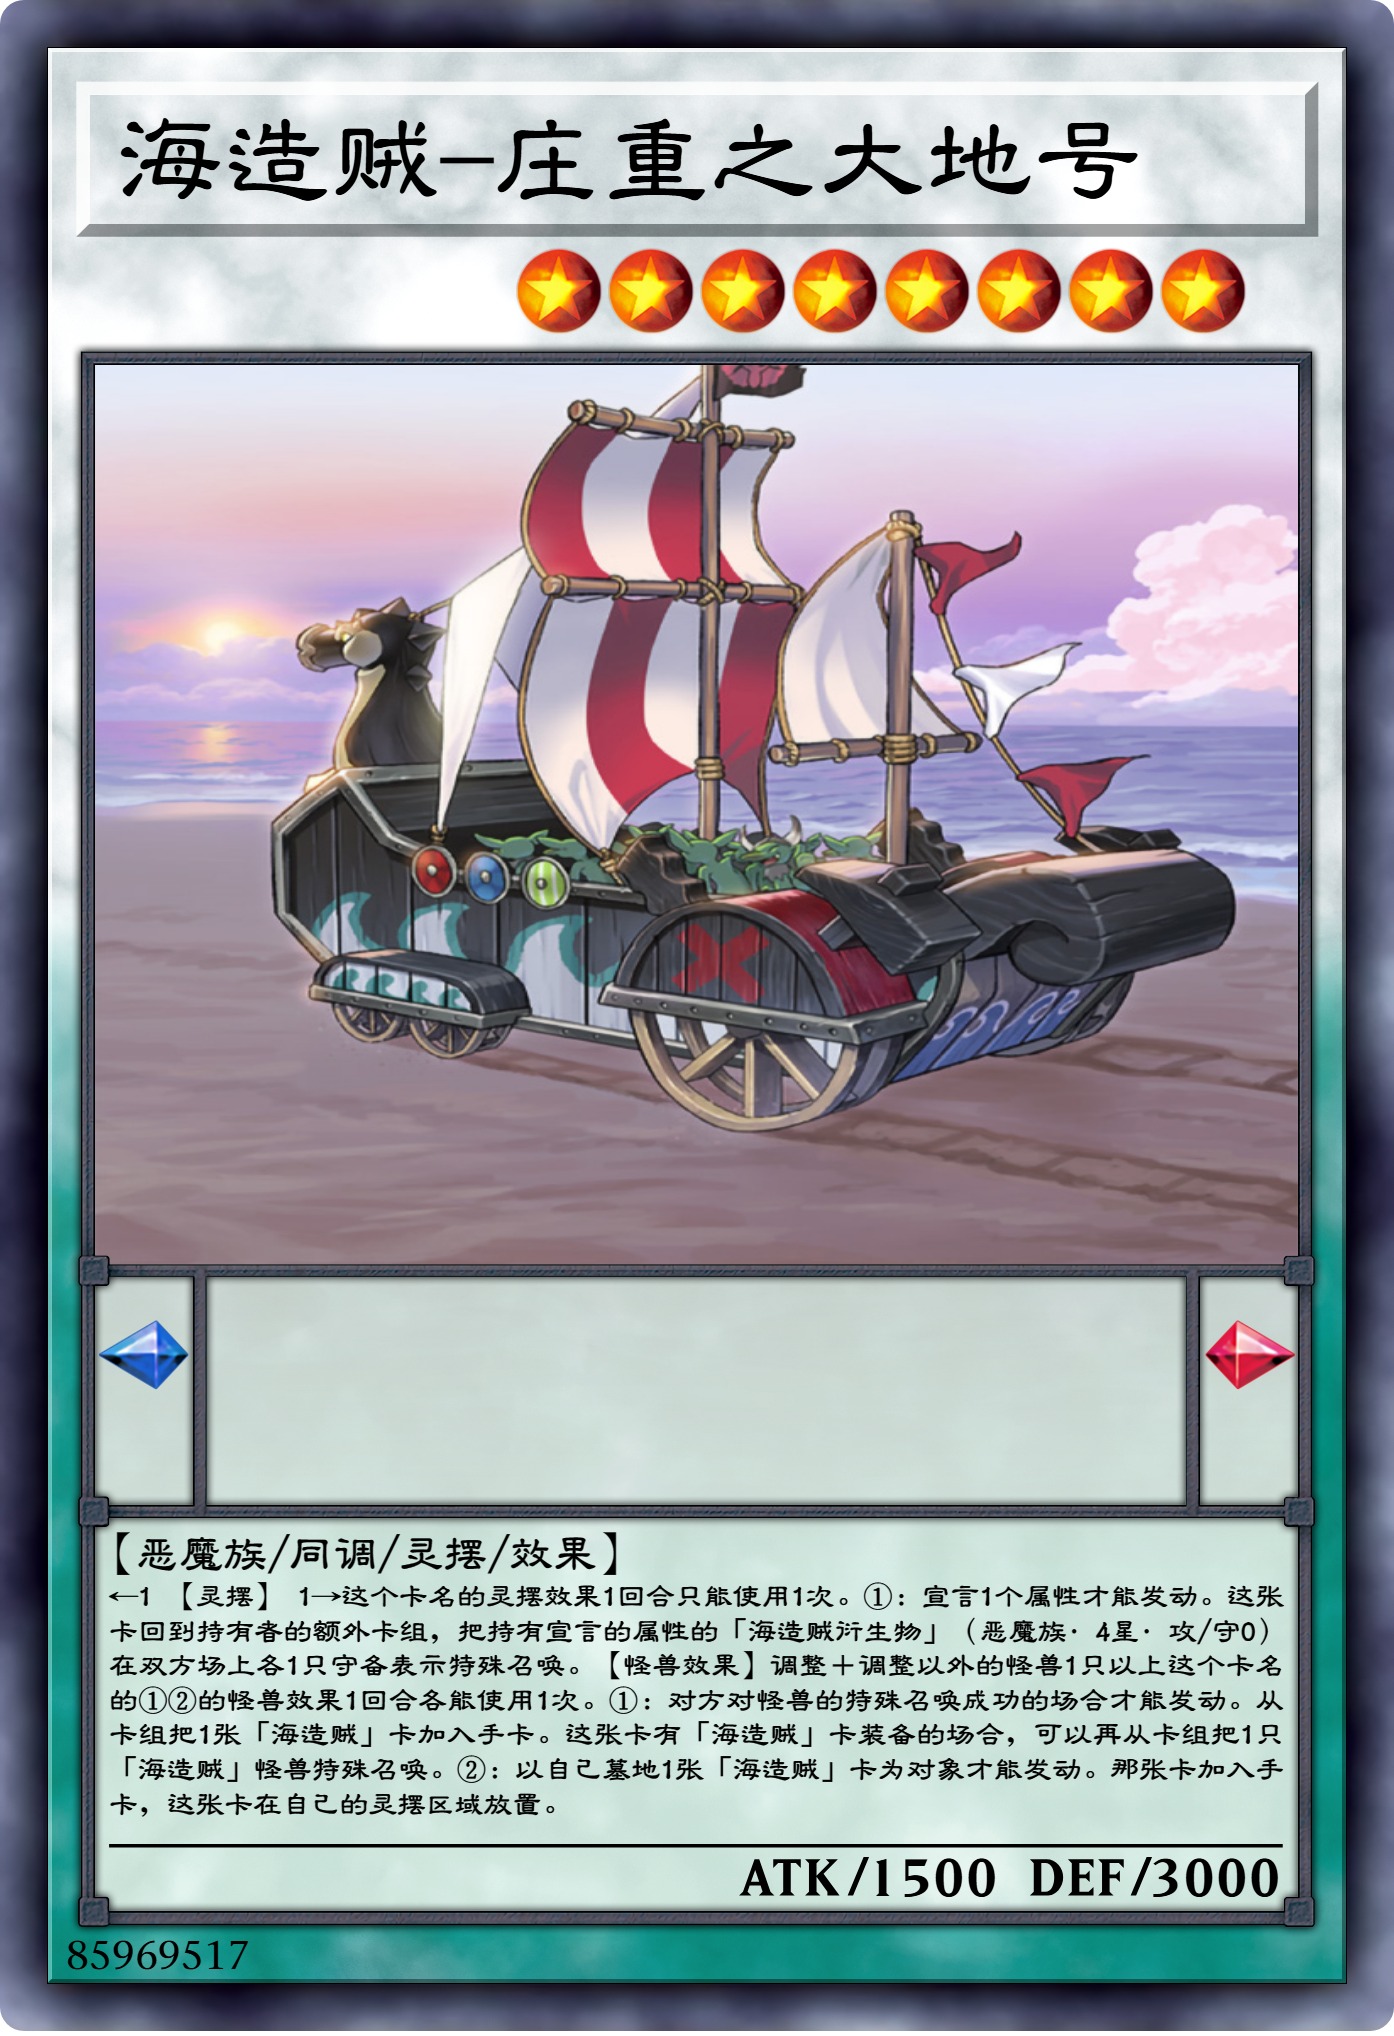 海造贼-庄重之大地号
【恶魔族/同调/灵摆/效果】
←1 【灵摆】 1→这个卡名的灵摆效果1回合只能使用1次。①：宣言1个属性才能发动。这张
卡回到持有者的额外卡组，把持有宣言的属性的「海造贼衍生物」（恶魔族·4星·攻/守0）
在双方场上各1只守备表示特殊召唤。【怪兽效果】调整＋调整以外的怪兽1只以上这个卡名
的①②的怪兽效果1回合各能使用1次。①：对方对怪兽的特殊召唤成功的场合才能发动。从
卡组把1张「海造贼」卡加入手卡。这张卡有「海造贼」卡装备的场合，可以再从卡组把1只
「海造贼」怪兽特殊召唤。②：以自己墓地1张「海造贼」卡为对象才能发动。那张卡加入手
卡，这张卡在自己的灵摆区域放置。
ATK/1500 DEF/3000
85969517